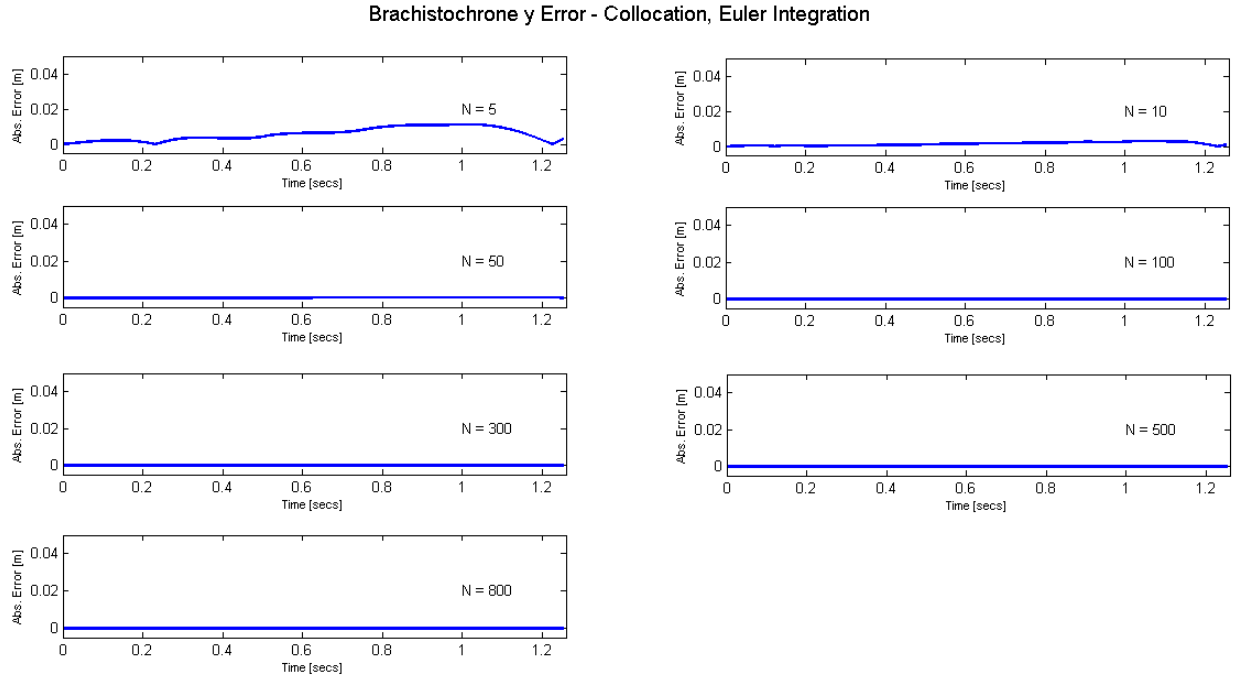 Brachistochrone y Error - Collocation, Euler Integration
Abs. Error [m]
0.04
0.02
0
N = 5
0 0.2 0.4 0.6 0.8 1 1.2
Time [secs]
Abs. Error [m]
0.04
0.02
0
N = 10
0 0.2 0.4 0.6 0.8 1 1.2
Time [secs]
Abs. Error [m]
0.04
0.02
0
N = 50
0 0.2 0.4 0.6 0.8 1 1.2
Time [secs]
Abs. Error [m]
0.04
0.02
0
N = 100
0 0.2 0.4 0.6 0.8 1 1.2
Time [secs]
Abs. Error [m]
0.04
0.02
0
N = 300
0 0.2 0.4 0.6 0.8 1 1.2
Time [secs]
Abs. Error [m]
0.04
0.02
0
N = 500
0 0.2 0.4 0.6 0.8 1 1.2
Time [secs]
Abs. Error [m]
0.04
0.02
0
N = 800
0 0.2 0.4 0.6 0.8 1 1.2
Time [secs]